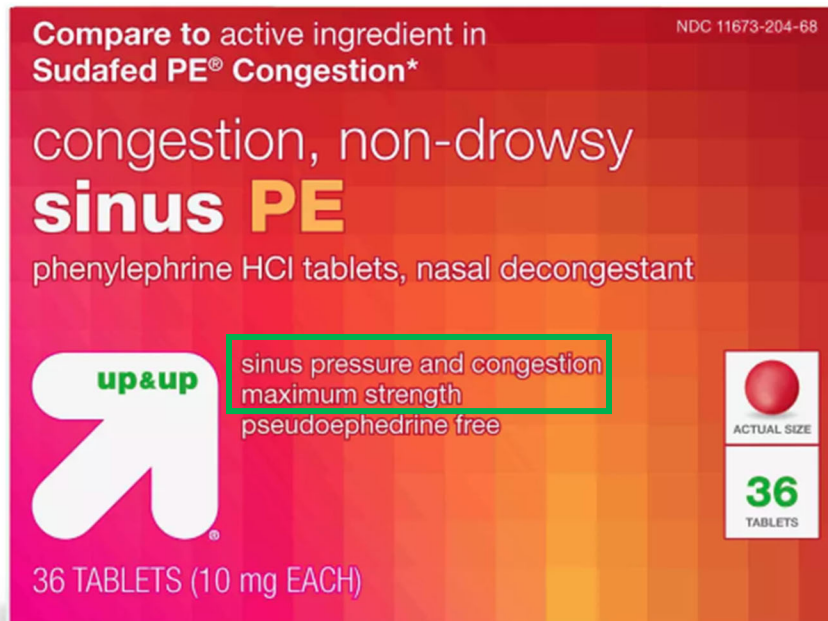 Compare to active ingredient in
Sudafed PE® Congestion*
NDC 11673-204-68
congestion, non-drowsy
sinus PE
phenylephrine HCl tablets, nasal decongestant
up&up
sinus pressure and congestion
maximum strength
pseudoephedrine free
®
ACTUAL SIZE
36
TABLETS
36 TABLETS (10 mg EACH)